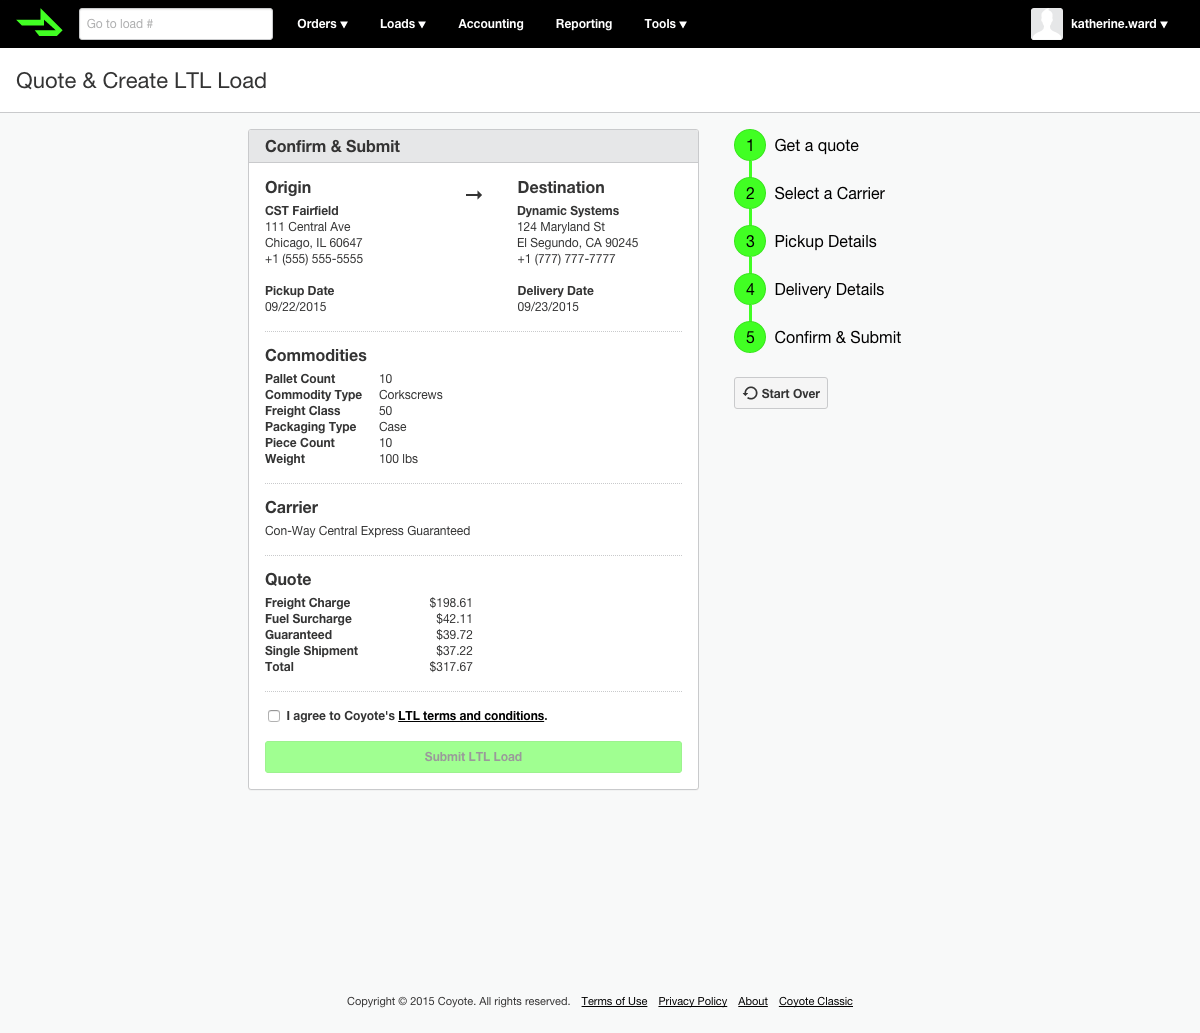 Go to load #
Orders ▼
Loads ▼
Accounting
Reporting
Tools ▼
katherine.ward ▼
Quote & Create LTL Load
Confirm & Submit
Origin → Destination
CST Fairfield
111 Central Ave
Chicago, IL 60647
+1 (555) 555-5555
Pickup Date
09/22/2015
Dynamic Systems
124 Maryland St
El Segundo, CA 90245
+1 (777) 777-7777
Delivery Date
09/23/2015
Commodities
Pallet Count 10
Commodity Type Corkscrews
Freight Class 50
Packaging Type Case
Piece Count 10
Weight 100 lbs
Carrier
Con-Way Central Express Guaranteed
Quote
Freight Charge $198.61
Fuel Surcharge $42.11
Guaranteed $39.72
Single Shipment $37.22
Total $317.67
I agree to Coyote's LTL terms and conditions.
Submit LTL Load
1 Get a quote
2 Select a Carrier
3 Pickup Details
4 Delivery Details
5 Confirm & Submit
Start Over
Copyright © 2015 Coyote. All rights reserved. Terms of Use Privacy Policy About Coyote Classic